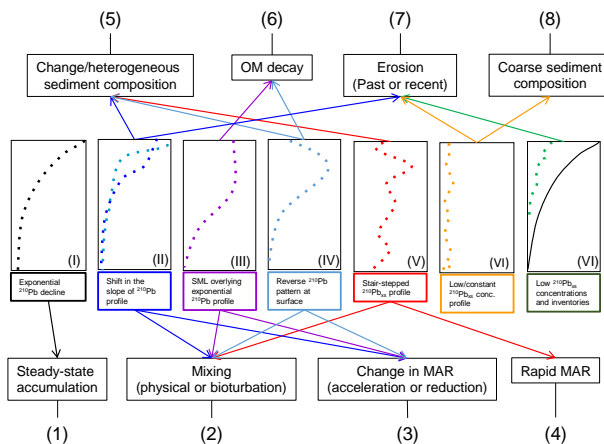 (5)
(6)
(7)
(8)
Change/heterogeneous
sediment composition
OM decay
Erosion
(Past or recent)
Coarse sediment
composition
(I)
(II)
(III)
(IV)
(V)
(VI)
(VI)
Exponential
²¹⁰Pb decline
Shift in the
slope of ²¹⁰Pb
profile
SML overlying
exponential
²¹⁰Pb profile
Reverse ²¹⁰Pb
pattern at
surface
Stair-stepped
²¹⁰Pbxs profile
Low/constant
²¹⁰Pbxs conc.
profile
Low ²¹⁰Pbxs
concentrations
and inventories
Steady-state
accumulation
Mixing
(physical or bioturbation)
Change in MAR
(acceleration or reduction)
Rapid MAR
(1)
(2)
(3)
(4)